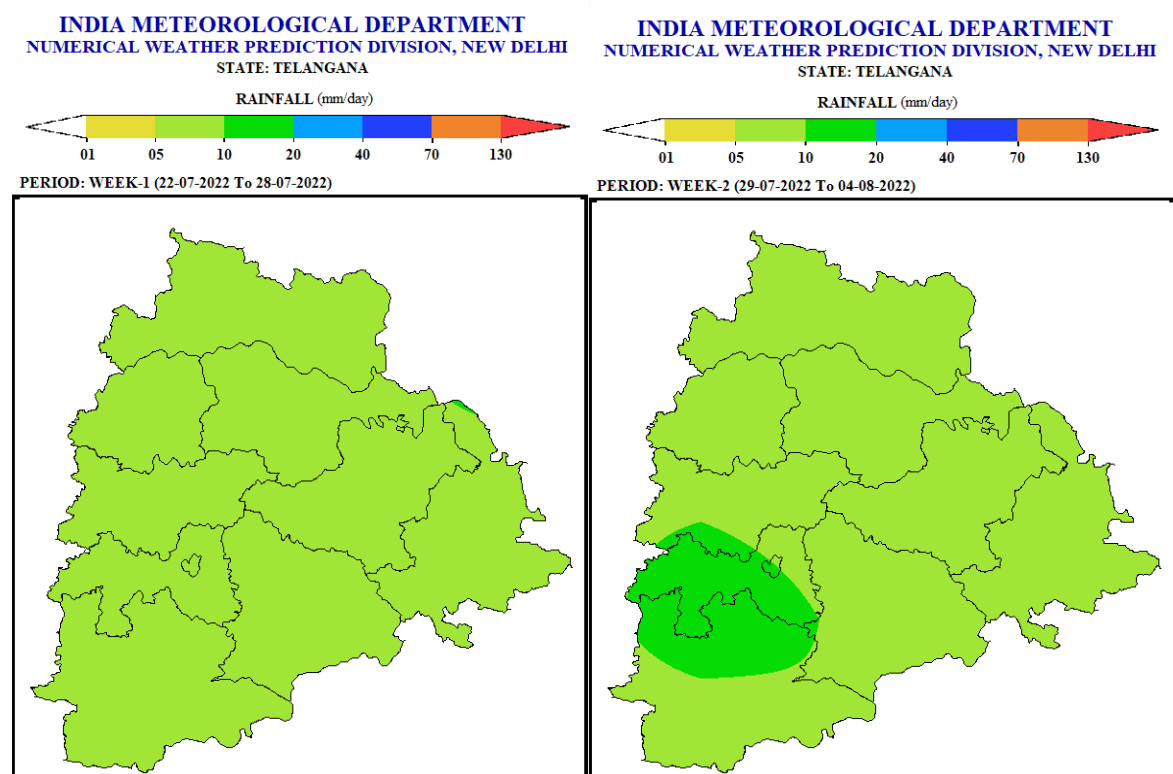 INDIA METEOROLOGICAL DEPARTMENT
NUMERICAL WEATHER PREDICTION DIVISION, NEW DELHI
STATE: TELANGANA
RAINFALL (mm/day)
01 05 10 20 40 70 130
PERIOD: WEEK-1 (22-07-2022 To 28-07-2022)
INDIA METEOROLOGICAL DEPARTMENT
NUMERICAL WEATHER PREDICTION DIVISION, NEW DELHI
STATE: TELANGANA
RAINFALL (mm/day)
01 05 10 20 40 70 130
PERIOD: WEEK-2 (29-07-2022 To 04-08-2022)